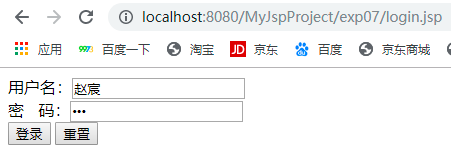 localhost:8080/MyJspProject/exp07/login.jsp
应用 百度一下 淘宝 JD 京东 百度 京东商城
用户名： 赵宸
密 码： •••
登录 重置